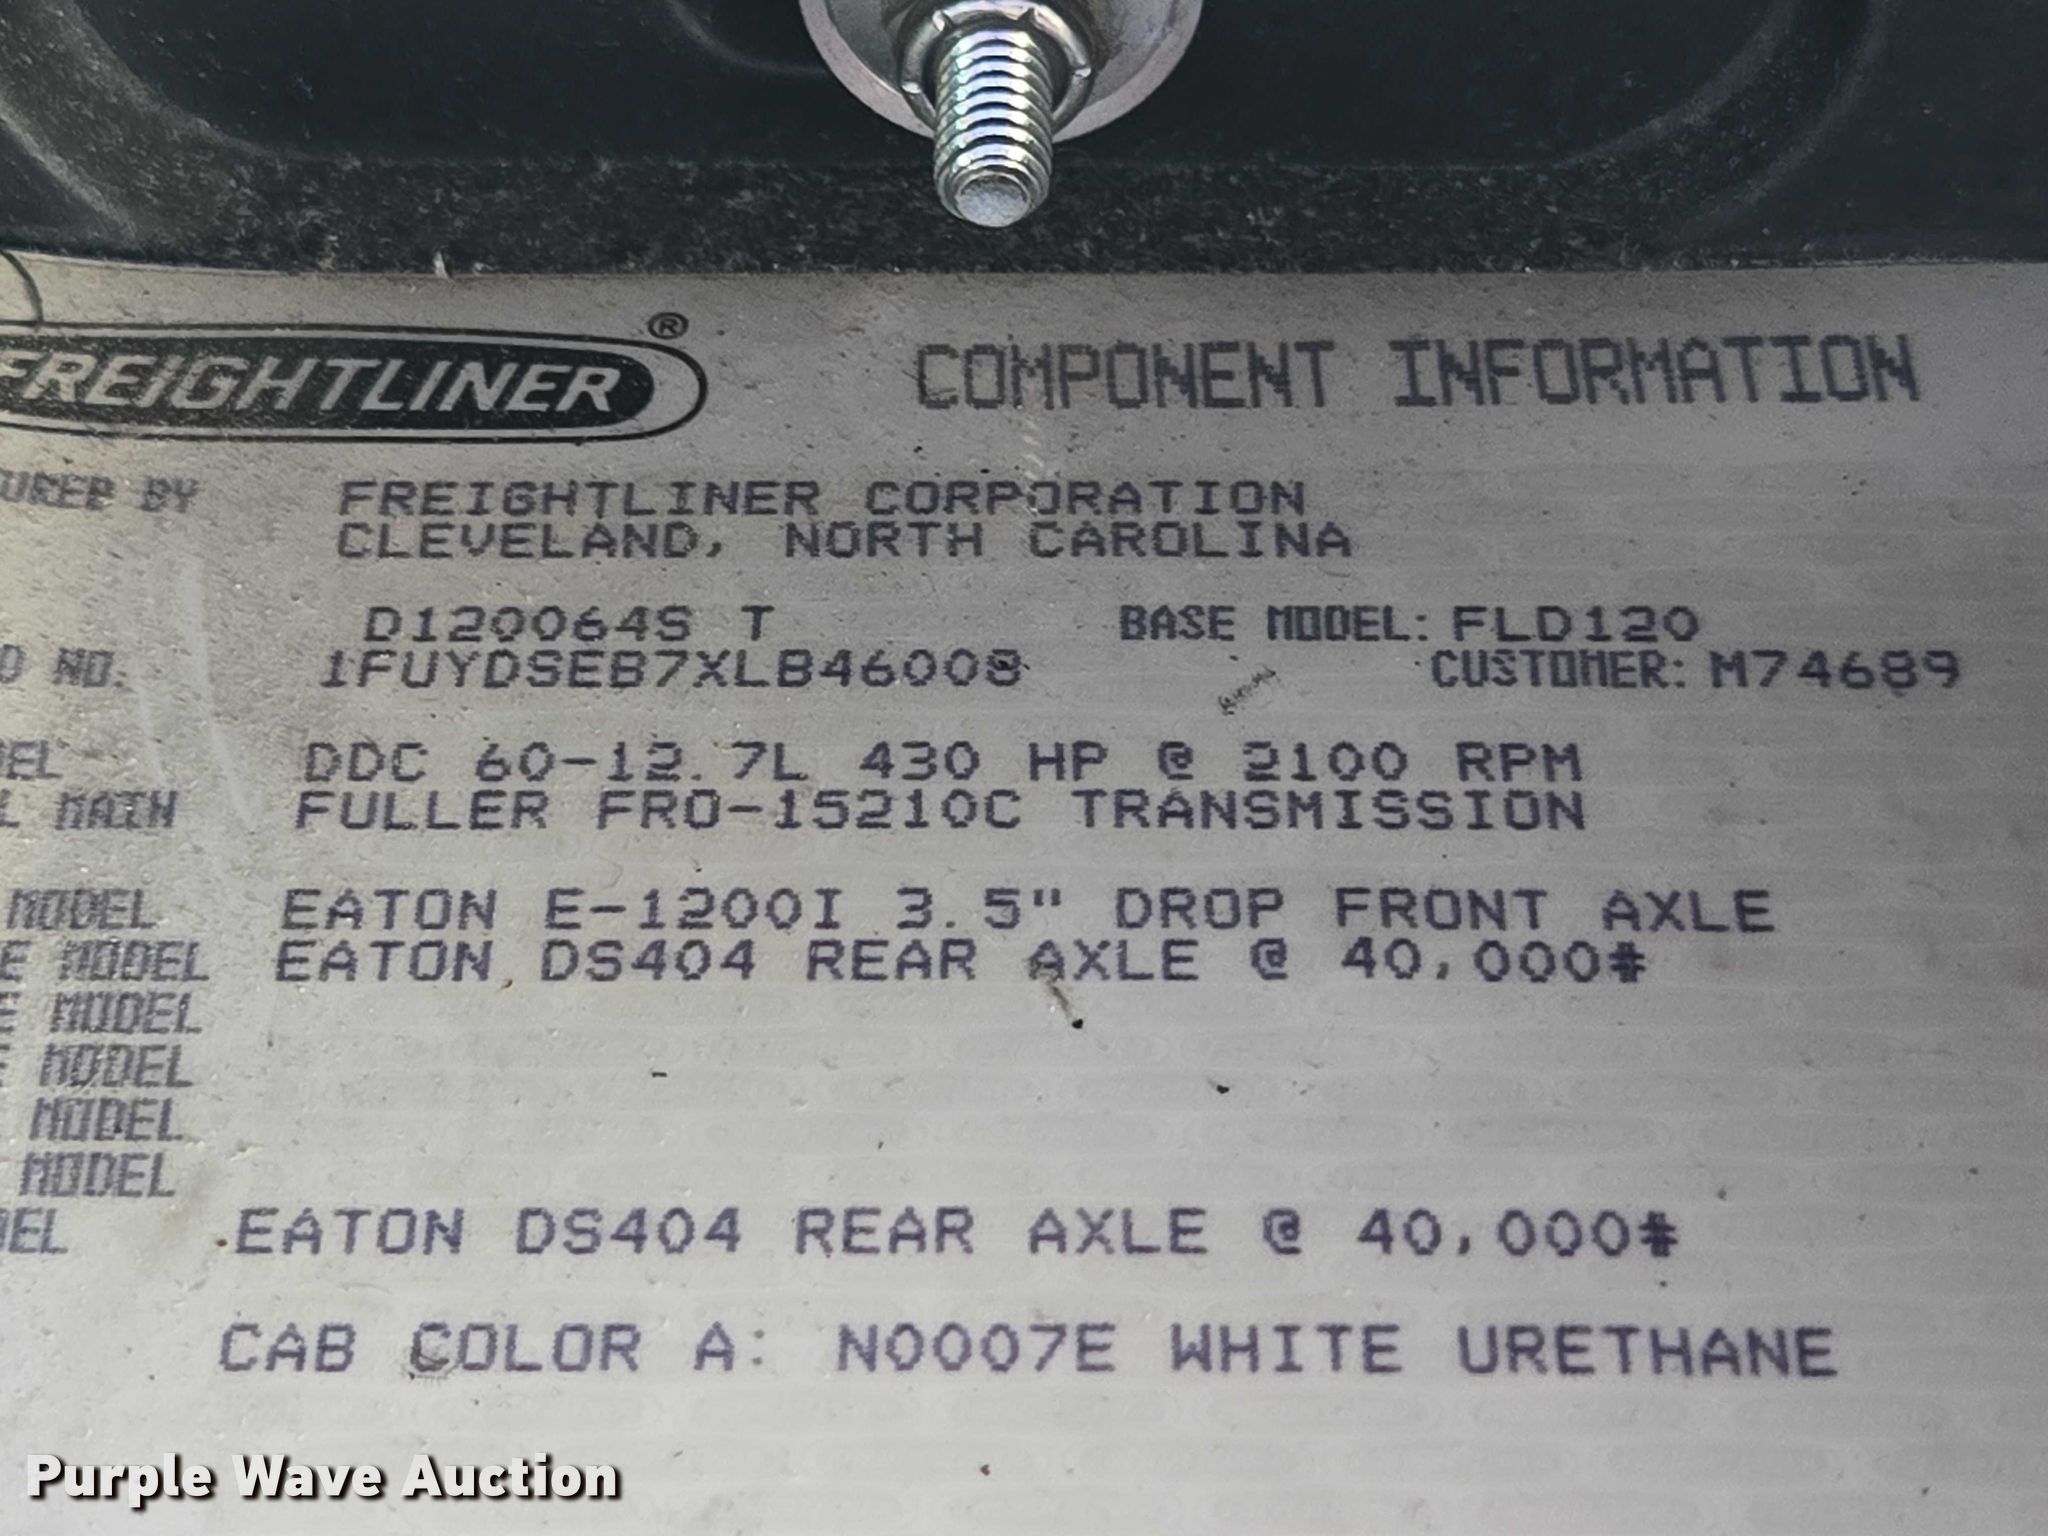 FREIGHTLINER ® COMPONENT INFORMATION
BY FREIGHTLINER CORPORATION
CLEVELAND, NORTH CAROLINA
D120064S T BASE MODEL: FLD120
NO. 1FUYDSEB7XLB46008 CUSTOMER: M74689
DDC 60-12.7L 430 HP @ 2100 RPM
MAIN FULLER FRO-15210C TRANSMISSION
MODEL EATON E-1200I 3.5" DROP FRONT AXLE
MODEL EATON DS404 REAR AXLE @ 40,000#
MODEL
MODEL
MODEL
MODEL
EATON DS404 REAR AXLE @ 40,000#
CAB COLOR A: N0007E WHITE URETHANE
Purple Wave Auction